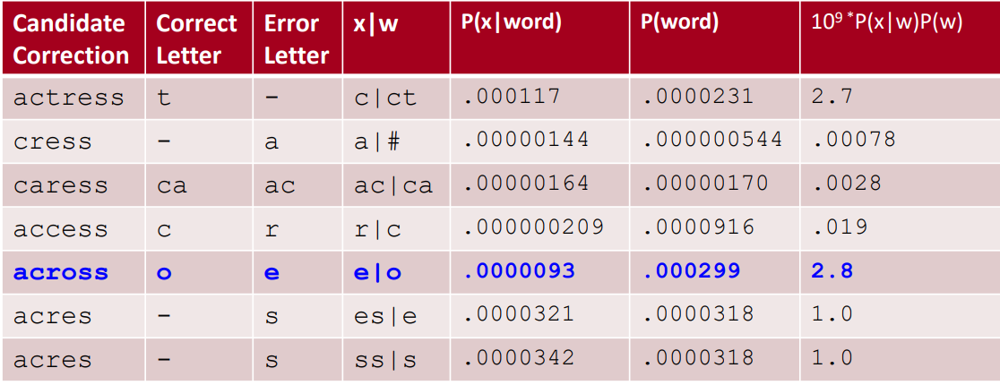 Candidate Correction | Correct Letter | Error Letter | x|w | P(x|word) | P(word) | 10⁹ *P(x|w)P(w)
actress | t | - | c|ct | .000117 | .0000231 | 2.7
cress | - | a | a|# | .00000144 | .000000544 | .00078
caress | ca | ac | ac|ca | .00000164 | .00000170 | .0028
access | c | r | r|c | .000000209 | .0000916 | .019
across | o | e | e|o | .0000093 | .000299 | 2.8
acres | - | s | es|e | .0000321 | .0000318 | 1.0
acres | - | s | ss|s | .0000342 | .0000318 | 1.0